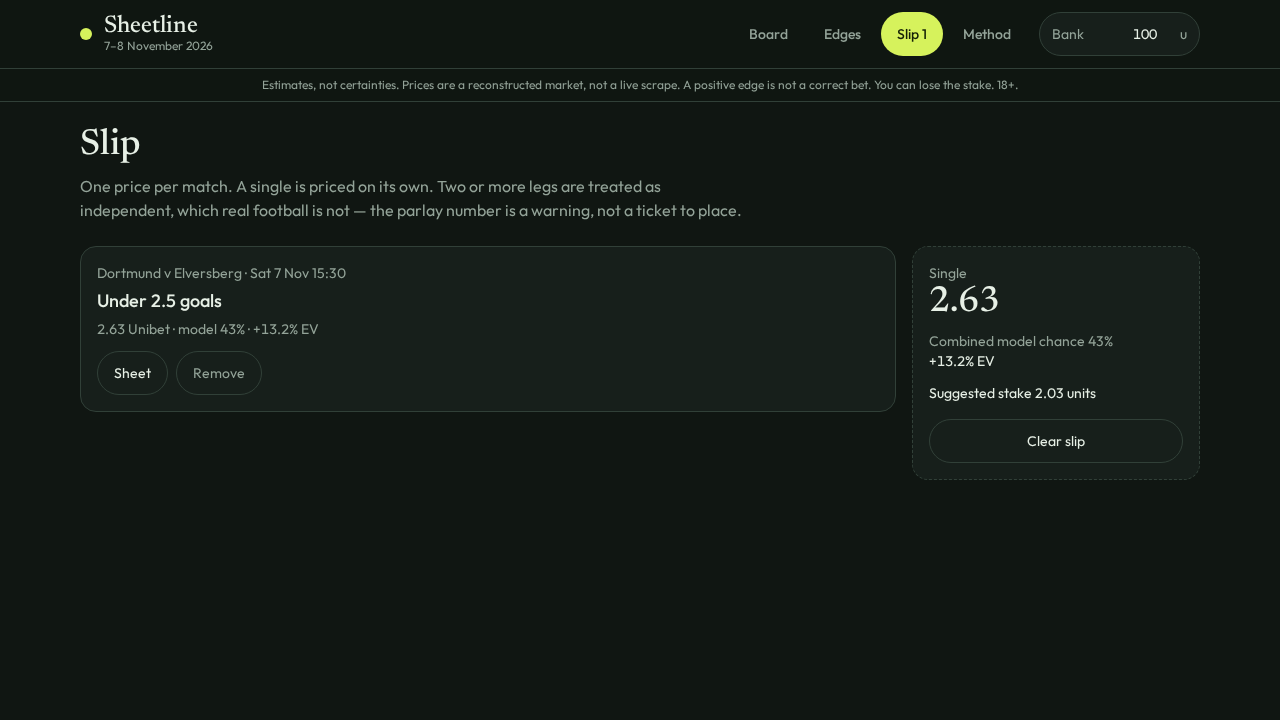 Sheetline
7–8 November 2026
Board
Edges
Slip 1
Method
Bank 100 u
Estimates, not certainties. Prices are a reconstructed market, not a live scrape. A positive edge is not a correct bet. You can lose the stake. 18+.
Slip
One price per match. A single is priced on its own. Two or more legs are treated as
independent, which real football is not — the parlay number is a warning, not a ticket to place.
Dortmund v Elversberg · Sat 7 Nov 15:30
Under 2.5 goals
2.63 Unibet · model 43% · +13.2% EV
Sheet
Remove
Single
2.63
Combined model chance 43%
+13.2% EV
Suggested stake 2.03 units
Clear slip